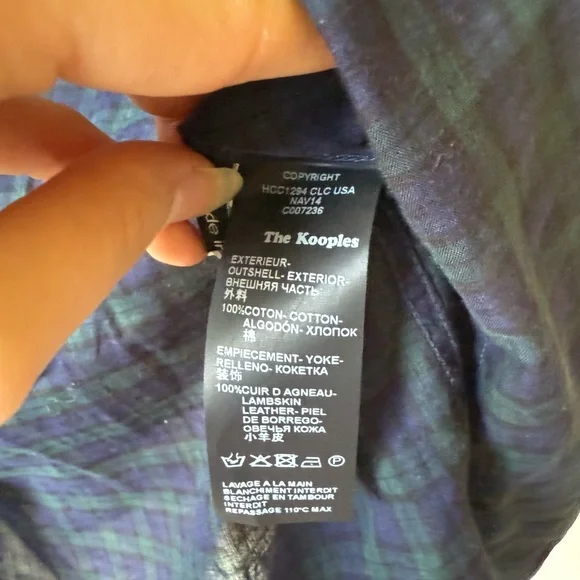 COPYRIGHT
HCC1294 CLC USA
NAV14
C007236
The Kooples
EXTERIEUR-
OUTSHELL- EXTERIOR-
ВНЕШНЯЯ ЧАСТЬ
外料
100%COTON- COTTON-
ALGODÓN- ХЛОПОК
棉
EMPIECEMENT- YOKE-
RELLENO- КОКЕТКА
装饰
100%CUIR D AGNEAU-
LAMBSKIN
LEATHER- PIEL
DE BORREGO-
ОВЕЧЬЯ КОЖА
小羊皮
P
LAVAGE A LA MAIN
BLANCHIMENT INTERDIT
SECHAGE EN TAMBOUR
INTERDIT
REPASSAGE 110°C MAX